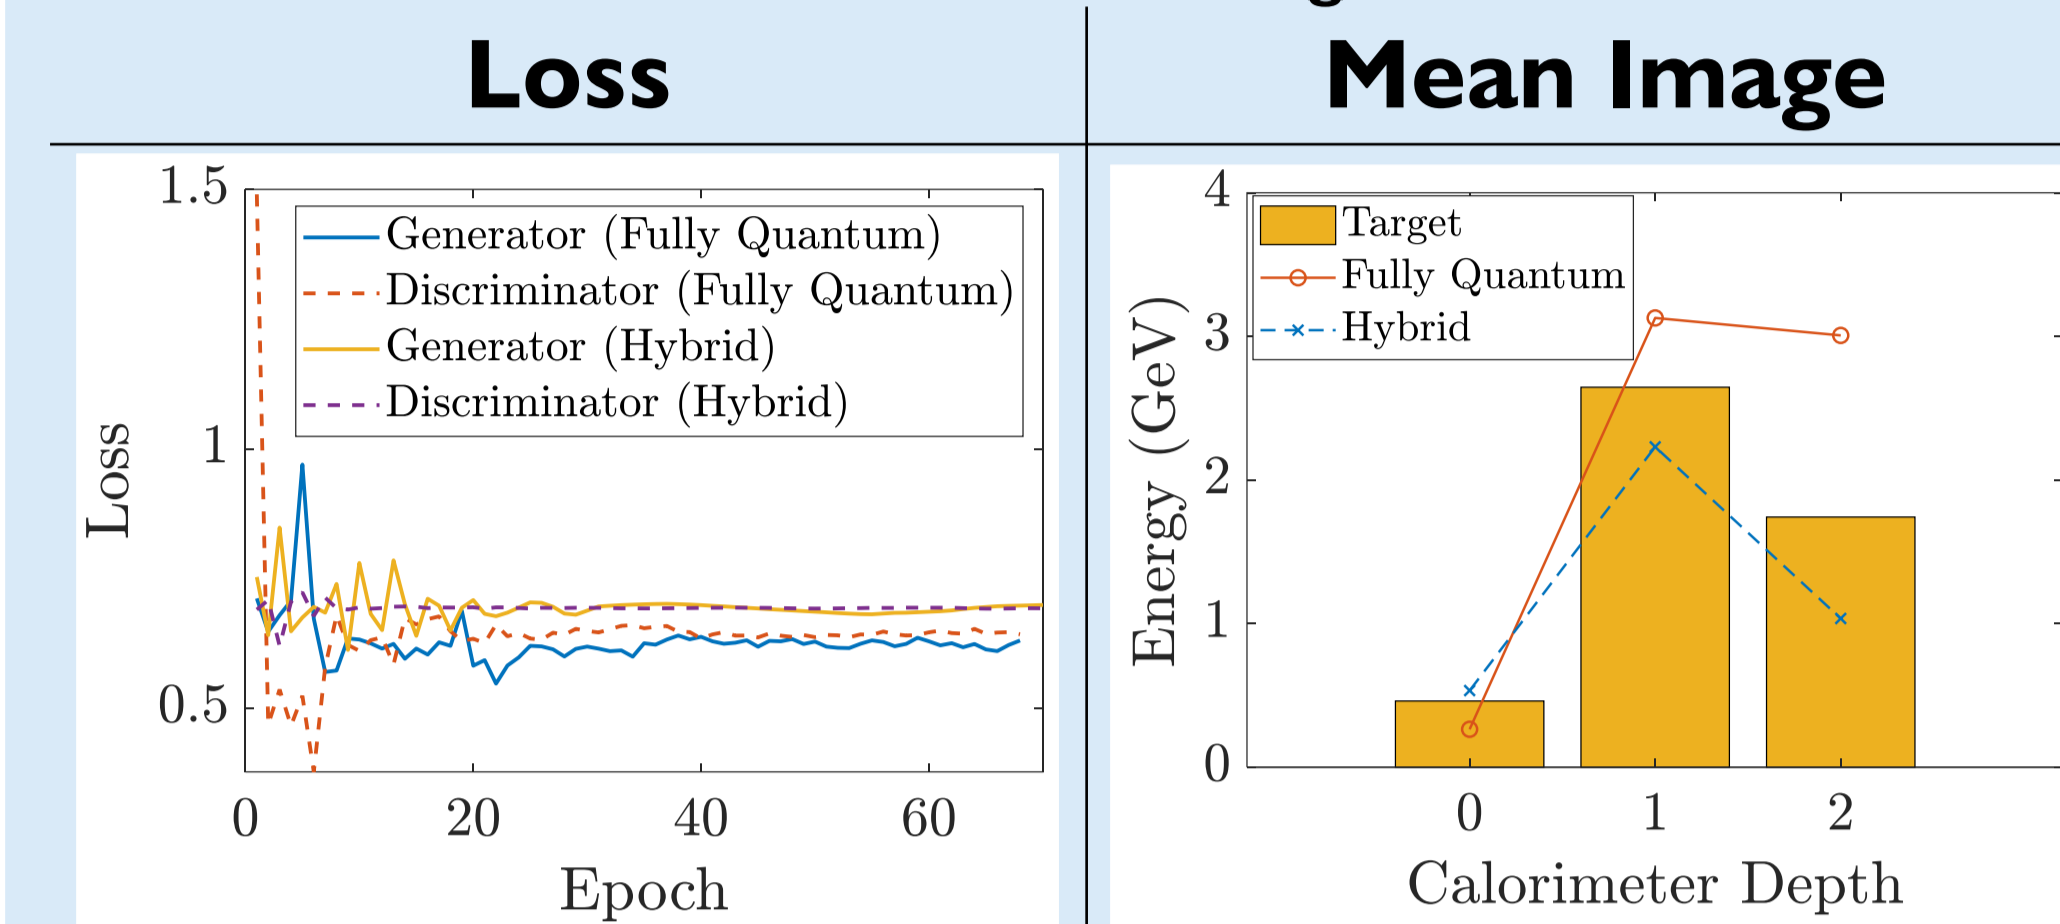 Loss
Mean Image
1.5
1
0.5
Loss
Generator (Fully Quantum)
Discriminator (Fully Quantum)
Generator (Hybrid)
Discriminator (Hybrid)
0 20 40 60
Epoch
4
3
2
1
0
Energy (GeV)
Target
Fully Quantum
Hybrid
0 1 2
Calorimeter Depth